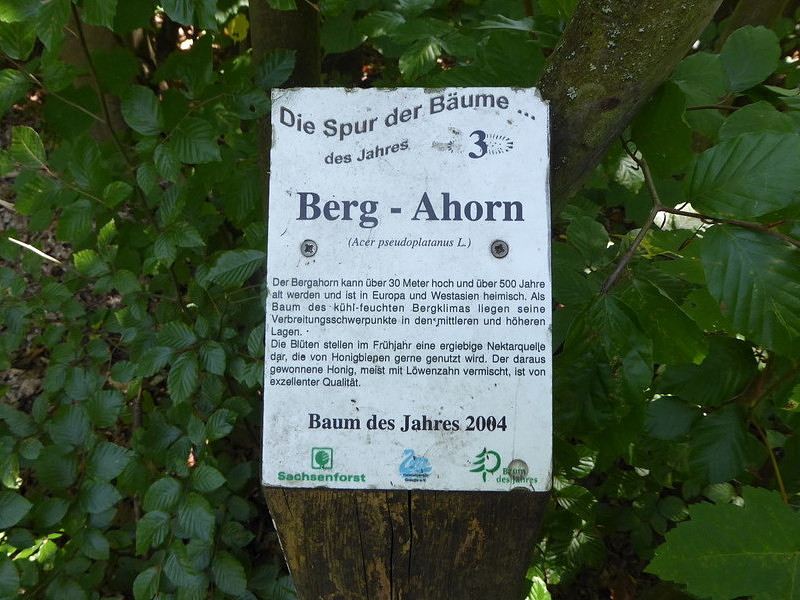 Die Spur der Bäume ...
des Jahres 3
Berg - Ahorn
(Acer pseudoplatanus L.)
Der Bergahorn kann über 30 Meter hoch und über 500 Jahre
alt werden und ist in Europa und Westasien heimisch. Als
Baum des kühl-feuchten Bergklimas liegen seine
Verbreitungsschwerpunkte in den mittleren und höheren
Lagen.
Die Blüten stellen im Frühjahr eine ergiebige Nektarquelle
dar, die von Honigbienen gerne genutzt wird. Der daraus
gewonnene Honig, meist mit Löwenzahn vermischt, ist von
exzellenter Qualität.
Baum des Jahres 2004
Sachsenforst
Baum
des Jahres